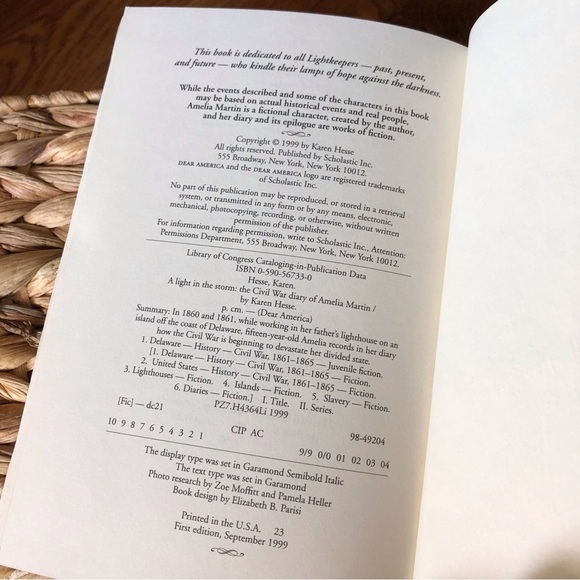 This book is dedicated to all Lightkeepers — past, present,
and future — who kindle their lamps of hope against the darkness.
While the events described and some of the characters in this book
may be based on actual historical events and real people,
Amelia Martin is a fictional character, created by the author,
and her diary and its epilogue are works of fiction.
Copyright © 1999 by Karen Hesse
All rights reserved. Published by Scholastic Inc.
555 Broadway, New York, New York 10012.
DEAR AMERICA and the DEAR AMERICA logo are registered trademarks
of Scholastic Inc.
No part of this publication may be reproduced, or stored in a retrieval
system, or transmitted in any form or by any means, electronic,
mechanical, photocopying, recording, or otherwise, without written
permission of the publisher.
For information regarding permission, write to Scholastic Inc., Attention:
Permissions Department, 555 Broadway, New York, New York 10012.
Library of Congress Cataloging-in-Publication Data
ISBN 0-590-56733-0
Hesse, Karen.
A light in the storm: the Civil War diary of Amelia Martin /
by Karen Hesse.
p. cm. — (Dear America)
Summary: In 1860 and 1861, while working in her father's lighthouse on an
island off the coast of Delaware, fifteen-year-old Amelia records in her diary
how the Civil War is beginning to devastate her divided state.
1. Delaware — History — Civil War, 1861–1865 — Juvenile fiction.
[1. Delaware — History — Civil War, 1861–1865 — Fiction.
2. United States — History — Civil War, 1861–1865 — Fiction.
3. Lighthouses — Fiction. 4. Islands — Fiction. 5. Slavery — Fiction.
6. Diaries — Fiction.] I. Title. II. Series.
PZ7.H4364Li 1999
[Fic] — dc21
98-49204
CIP AC
10 9 8 7 6 5 4 3 2 1
9/9 0/0 01 02 03 04
The display type was set in Garamond Semibold Italic
The text type was set in Garamond
Photo research by Zoe Moffitt and Pamela Heller
Book design by Elizabeth B. Parisi
Printed in the U.S.A. 23
First edition, September 1999